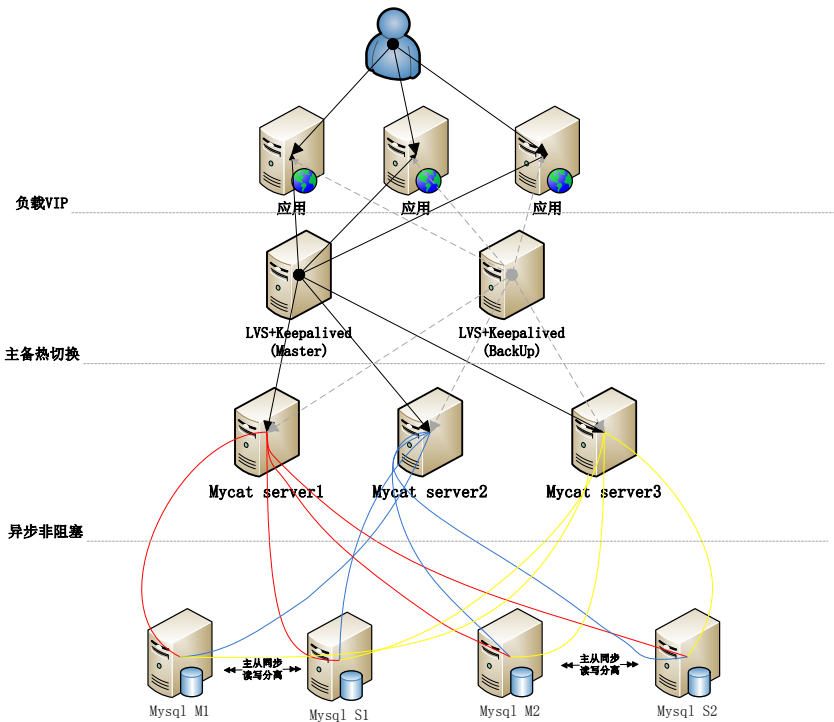 应用
应用
应用
负载VIP
LVS+Keepalived
(Master)
LVS+Keepalived
(BackUp)
主备热切换
Mycat server1
Mycat server2
Mycat server3
异步非阻塞
主从同步
读写分离
主从同步
读写分离
Mysql M1
Mysql S1
Mysql M2
Mysql S2